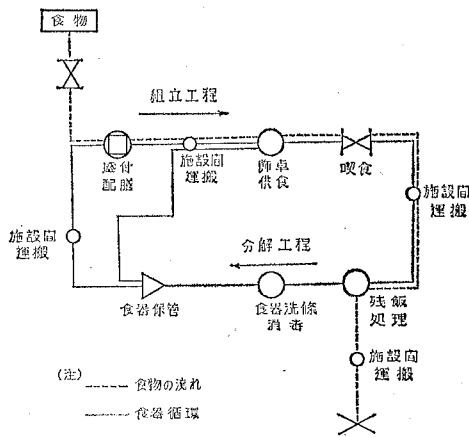 食物
組立工程
盛付
配膳
施設間
運搬
飾卓
供食
喫食
施設間
運搬
施設間
運搬
分解工程
食器保管
食器洗滌
消毒
残飯
処理
施設間
運搬
(注)
食物の流れ
食器循環